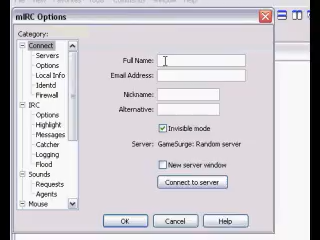 mIRC Options
Category:
Connect
Servers
Options
Local Info
Identd
Firewall
IRC
Options
Highlight
Messages
Catcher
Logging
Flood
Sounds
Requests
Agents
Mouse
Full Name:
Email Address:
Nickname:
Alternative:
Invisible mode
Server: GameSurge: Random server
New server window
Connect to server
OK
Cancel
Help